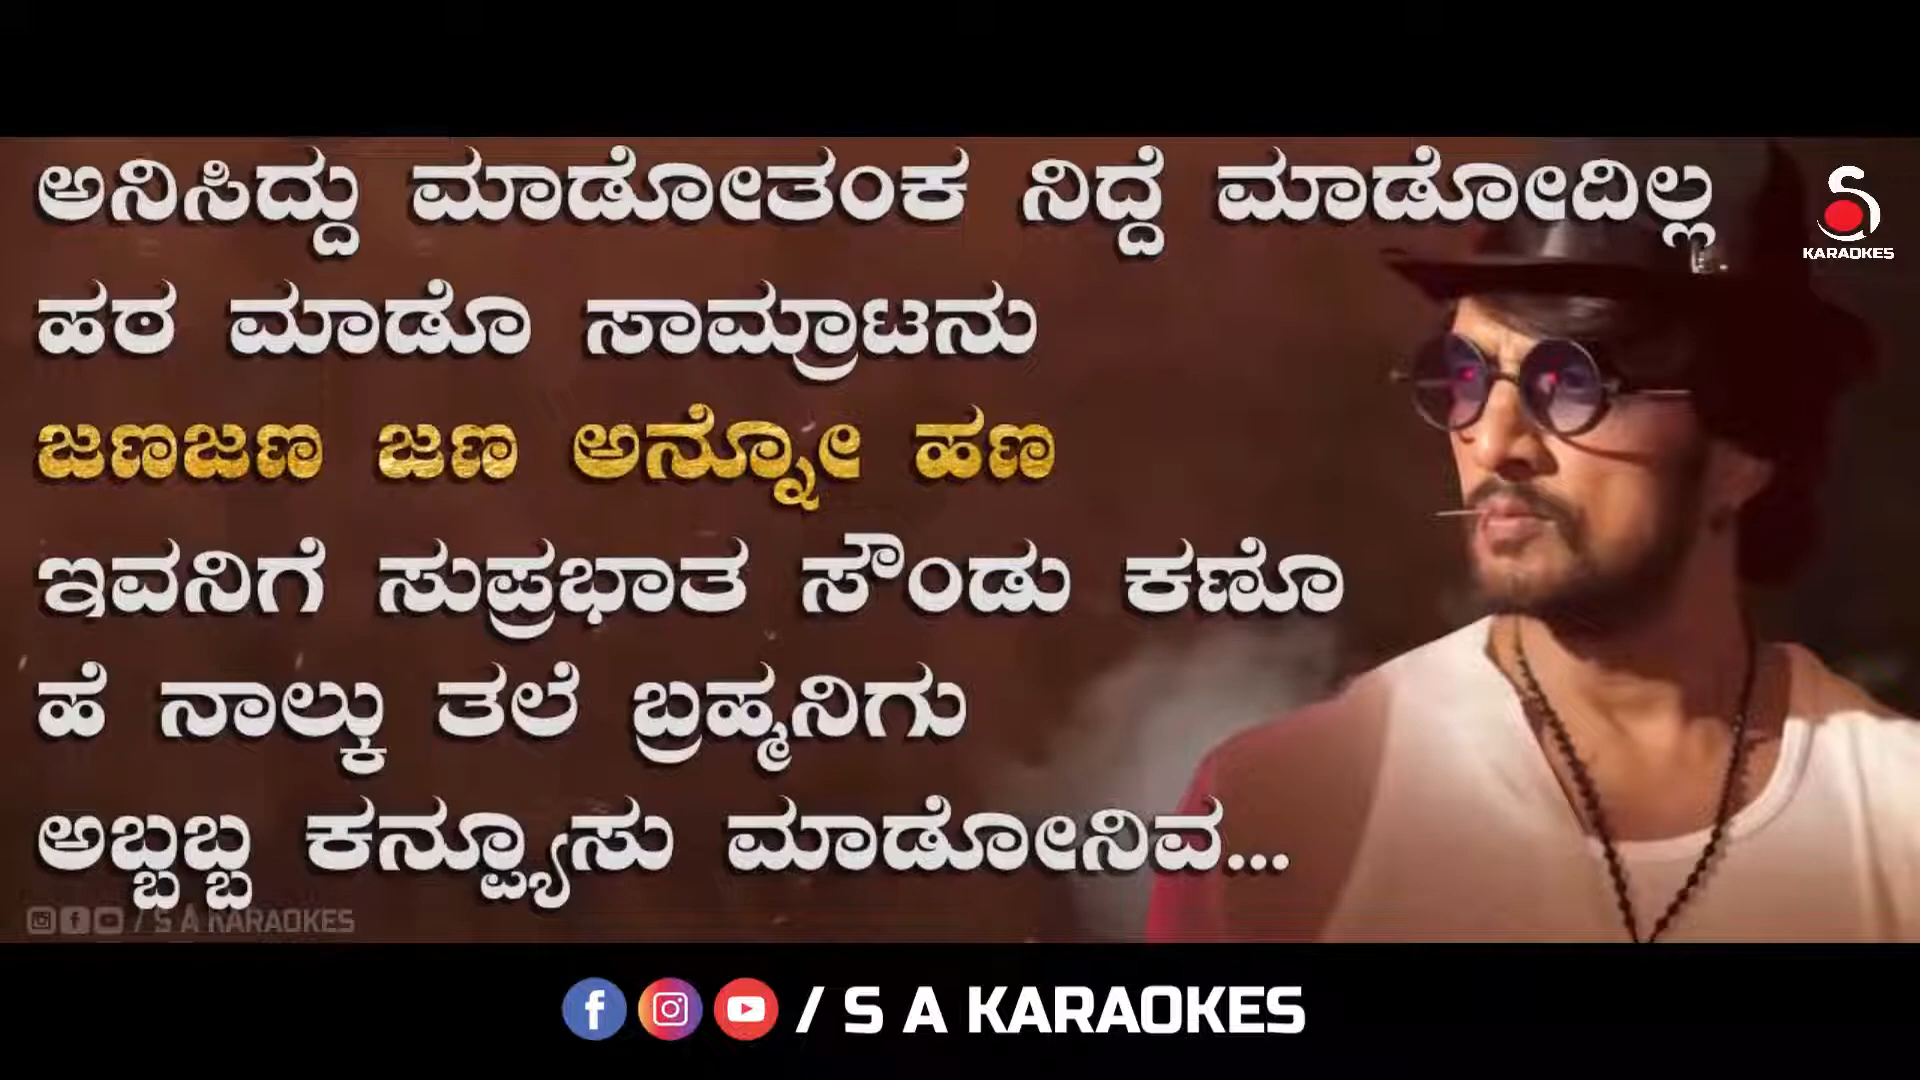 ಅನಿಸಿದ್ದು ಮಾಡೋತಂಕ ನಿದ್ದೆ ಮಾಡೋದಿಲ್ಲ
S
KARAOKES
ಹಠ ಮಾಡೊ ಸಾಮ್ರಾಟನು
ಜಣಜಣ ಜಣ ಅನ್ನೋ ಹಣ
ಇವನಿಗೆ ಸುಪ್ರಭಾತ ಸೌಂಡು ಕಣೊ
ಹೆ ನಾಲ್ಕು ತಲೆ ಬ್ರಹ್ಮನಿಗು
ಅಬ್ಬಬ್ಬ ಕನ್ಪ್ಯೂಸು ಮಾಡೋನಿವ...
/ S A KARAOKES
/ S A KARAOKES